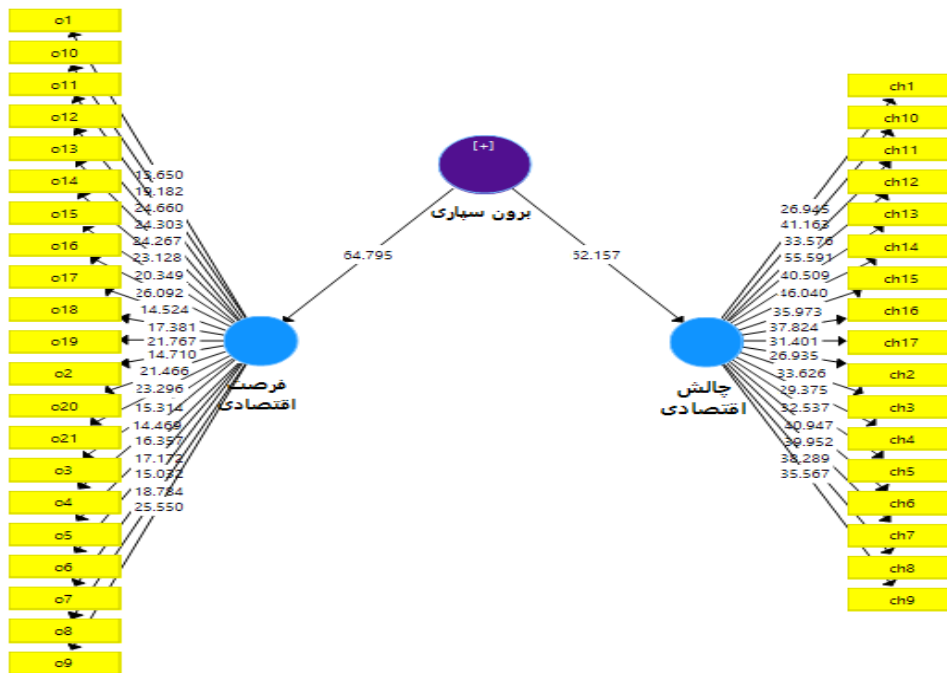 o1
o10
o11
o12
o13
o14
o15
o16
o17
o18
o19
o2
o20
o21
o3
o4
o5
o6
o7
o8
o9
13.650
19.182
24.660
24.303
24.267
23.128
20.349
26.092
14.524
17.381
21.767
14.710
21.466
23.296
15.314
14.469
16.357
17.172
15.032
18.784
25.550
فرصت
اقتصادی
64.795
[+]
برون سپاری
52.157
چالش
اقتصادی
26.945
41.163
33.576
55.591
40.509
46.040
35.973
37.824
31.401
26.935
33.626
29.375
32.537
40.947
39.952
38.289
35.567
ch1
ch10
ch11
ch12
ch13
ch14
ch15
ch16
ch17
ch2
ch3
ch4
ch5
ch6
ch7
ch8
ch9